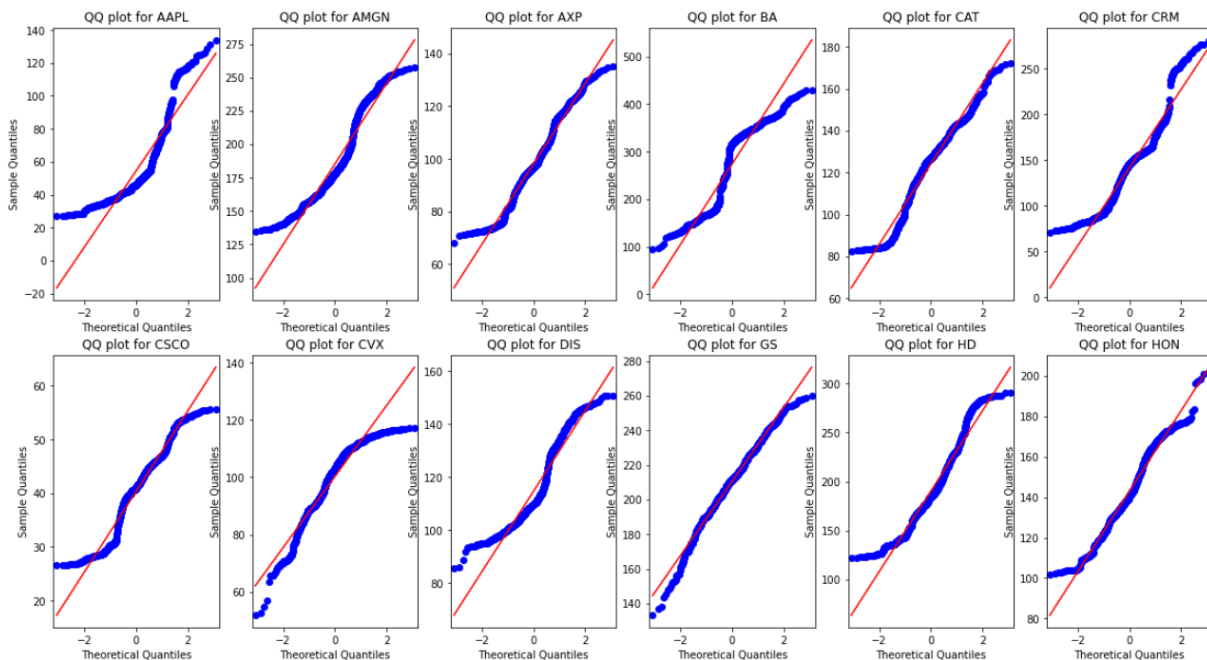 QQ plot for AAPL
Sample Quantiles
140
120
100
80
60
40
20
0
−20
−2 0 2
Theoretical Quantiles
QQ plot for AMGN
Sample Quantiles
275
250
225
200
175
150
125
100
−2 0 2
Theoretical Quantiles
QQ plot for AXP
Sample Quantiles
140
120
100
80
60
−2 0 2
Theoretical Quantiles
QQ plot for BA
Sample Quantiles
500
400
300
200
100
0
−2 0 2
Theoretical Quantiles
QQ plot for CAT
Sample Quantiles
180
160
140
120
100
80
60
−2 0 2
Theoretical Quantiles
QQ plot for CRM
Sample Quantiles
250
200
150
100
50
0
−2 0 2
Theoretical Quantiles
QQ plot for CSCO
Sample Quantiles
60
50
40
30
20
−2 0 2
Theoretical Quantiles
QQ plot for CVX
Sample Quantiles
140
120
100
80
60
−2 0 2
Theoretical Quantiles
QQ plot for DIS
Sample Quantiles
160
140
120
100
80
−2 0 2
Theoretical Quantiles
QQ plot for GS
Sample Quantiles
280
260
240
220
200
180
160
140
−2 0 2
Theoretical Quantiles
QQ plot for HD
Sample Quantiles
300
250
200
150
100
−2 0 2
Theoretical Quantiles
QQ plot for HON
Sample Quantiles
200
180
160
140
120
100
80
−2 0 2
Theoretical Quantiles